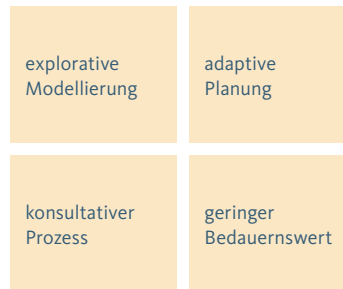 explorative
Modellierung
adaptive
Planung
konsultativer
Prozess
geringer
Bedauernswert